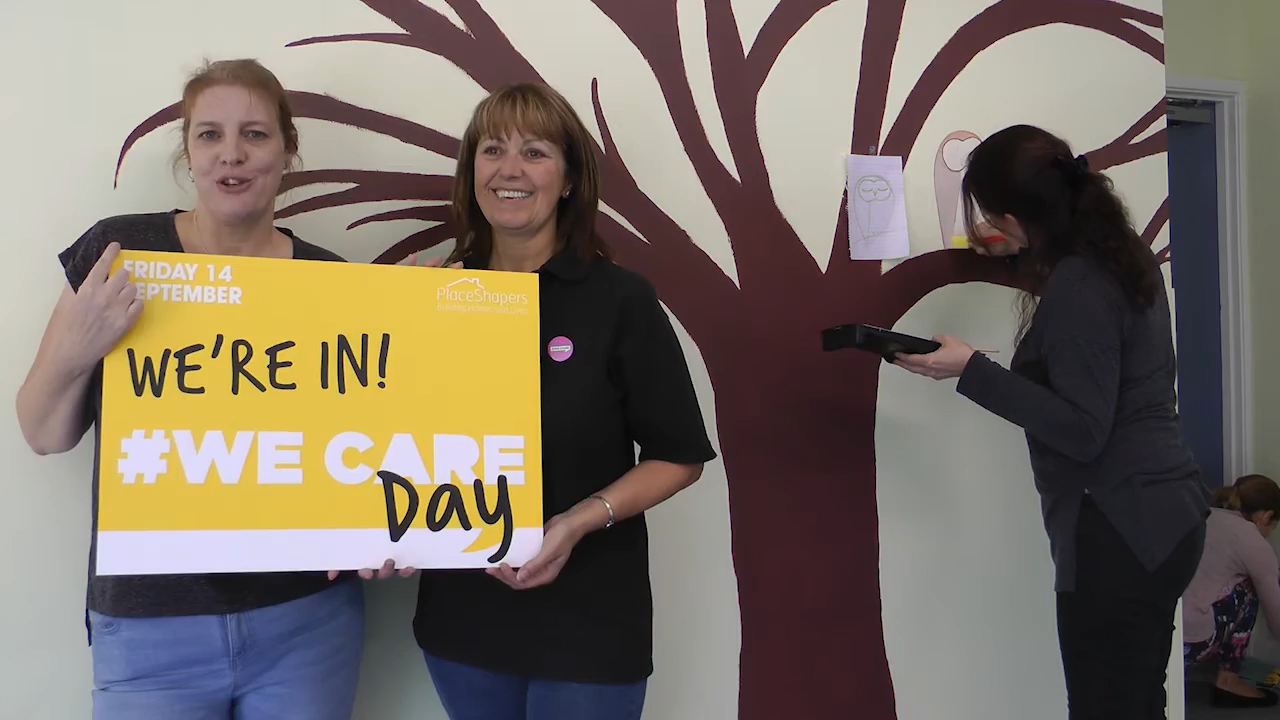 FRIDAY 14
SEPTEMBER
PlaceShapers
WE'RE IN!
#WE CARE
Day